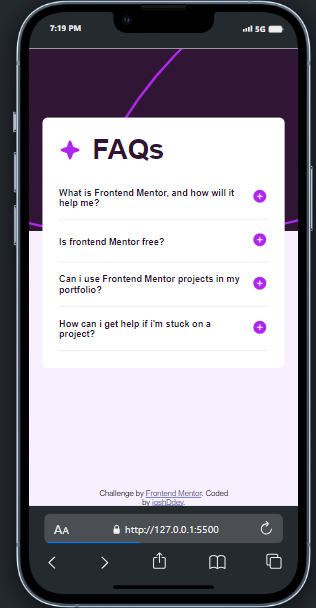 7:19 PM
5G
FAQs
What is Frontend Mentor, and how will it
help me?
Is frontend Mentor free?
Can i use Frontend Mentor projects in my
portfolio?
How can i get help if i'm stuck on a
project?
Challenge by Frontend Mentor. Coded
by joshDdev.
AA
http://127.0.0.1:5500